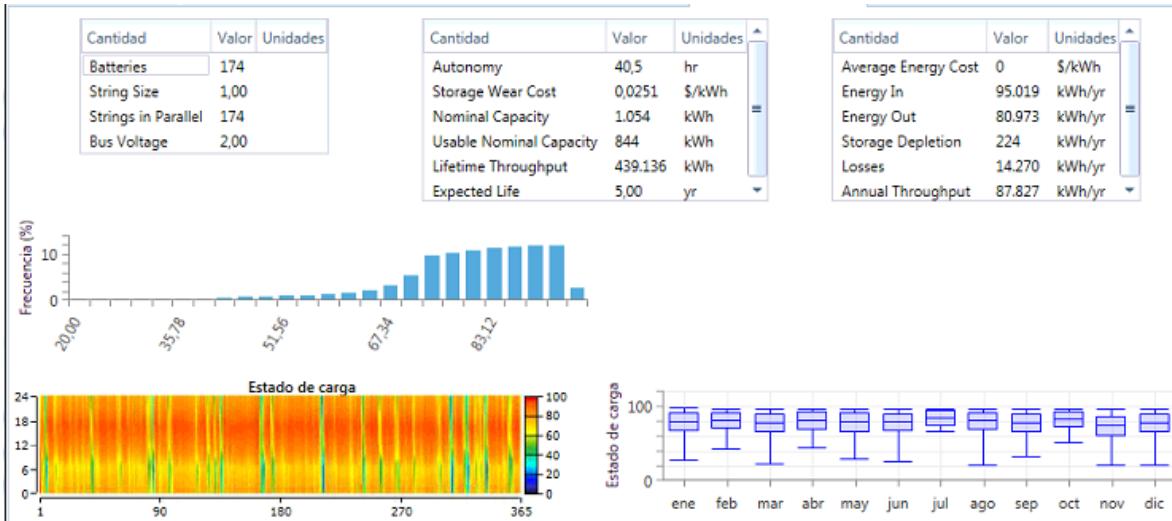 Cantidad Valor Unidades
Batteries 174
String Size 1,00
Strings in Parallel 174
Bus Voltage 2,00
Cantidad Valor Unidades
Autonomy 40,5 hr
Storage Wear Cost 0,0251 $/kWh
Nominal Capacity 1.054 kWh
Usable Nominal Capacity 844 kWh
Lifetime Throughput 439.136 kWh
Expected Life 5,00 yr
Cantidad Valor Unidades
Average Energy Cost 0 $/kWh
Energy In 95.019 kWh/yr
Energy Out 80.973 kWh/yr
Storage Depletion 224 kWh/yr
Losses 14.270 kWh/yr
Annual Throughput 87.827 kWh/yr
Frecuencia (%)
10
0
20,00 35,78 51,56 67,34 83,12
Estado de carga
24
18
12
6
0
1 90 180 270 365
100
80
60
40
20
0
Estado de carga
100
0
ene feb mar abr may jun jul ago sep oct nov dic